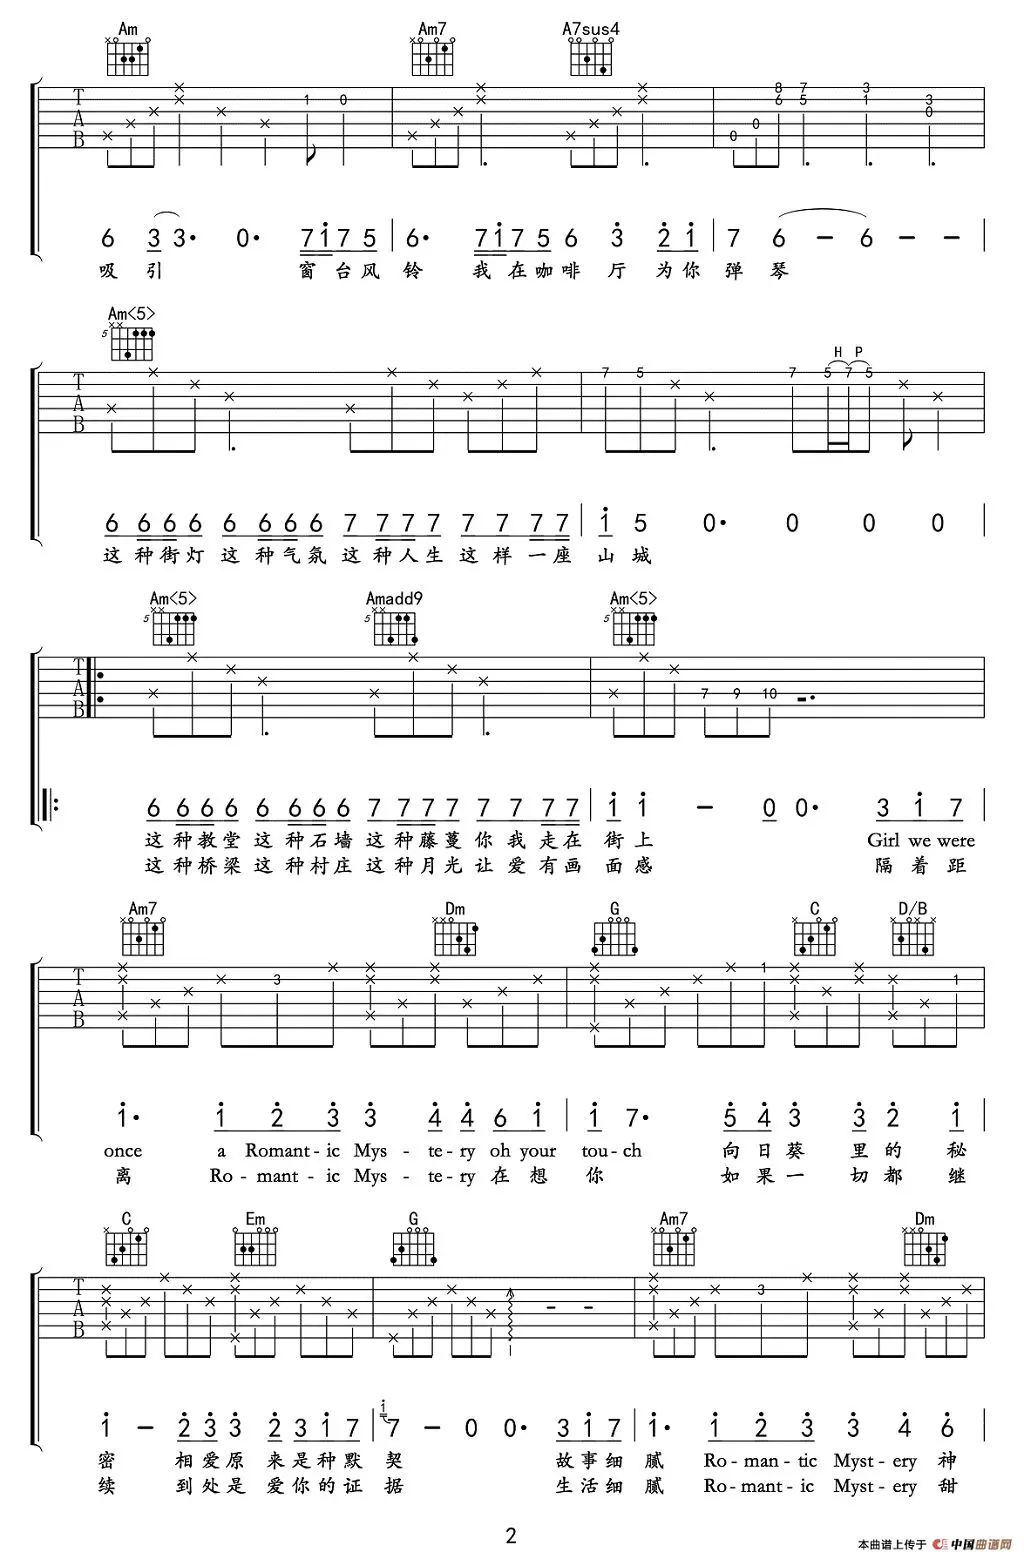 Am Am7 A7sus4
T A B 1 0 0 0 8 6 7 5 3 1 3 0
6 3 3· 0· 7 1 7 5 6· 7 1 7 5 6 3 2 1 7 6 - 6 - -
吸 引 窗 台 风 铃 我 在 咖 啡 厅 为 你 弹 琴
Am<5>
5
H P
T A B 7 5 7 5 7 5
6 6 6 6 6 6 6 6 7 7 7 7 7 7 7 7 1 5 0· 0 0 0
这 种 街 灯 这 种 气 氛 这 种 人 生 这 样 一 座 山 城
Am<5> Amadd9 Am<5>
5 5 5
T A B 7 9 10
6 6 6 6 6 6 6 6 7 7 7 7 7 7 7 1 1 - 0 0· 3 1 7
这 种 教 堂 这 种 石 墙 这 种 藤 蔓 你 我 走 在 街 上 Girl we were
这 种 桥 梁 这 种 村 庄 这 种 月 光 让 爱 有 画 面 感 隔 着 距
Am7 Dm G C D/B
T A B 3 1 1
1· 1 2 3 3 4 4 6 1 1 7· 5 4 3 3 2 1
once a Romant-ic Mys - te-ry oh your tou-ch 向 日 葵 里 的 秘
离 Ro-mant-ic Mys-te-ry 在 想 你 如 果 一 切 都 继
C Em G Am7 Dm
T A B 3
1 - 2 3 3 2 3 1 7 1 7 - 0 0· 3 1 7 1· 1 2 3 3 4 6
密 相 爱 原 来 是 种 默 契 故 事 细 腻 Ro-man-tic Myst-ery 神
续 到 处 是 爱 你 的 证 据 生 活 细 腻 Ro-mant-ic Myst-ery 甜
2
本曲谱上传于 中国曲谱网